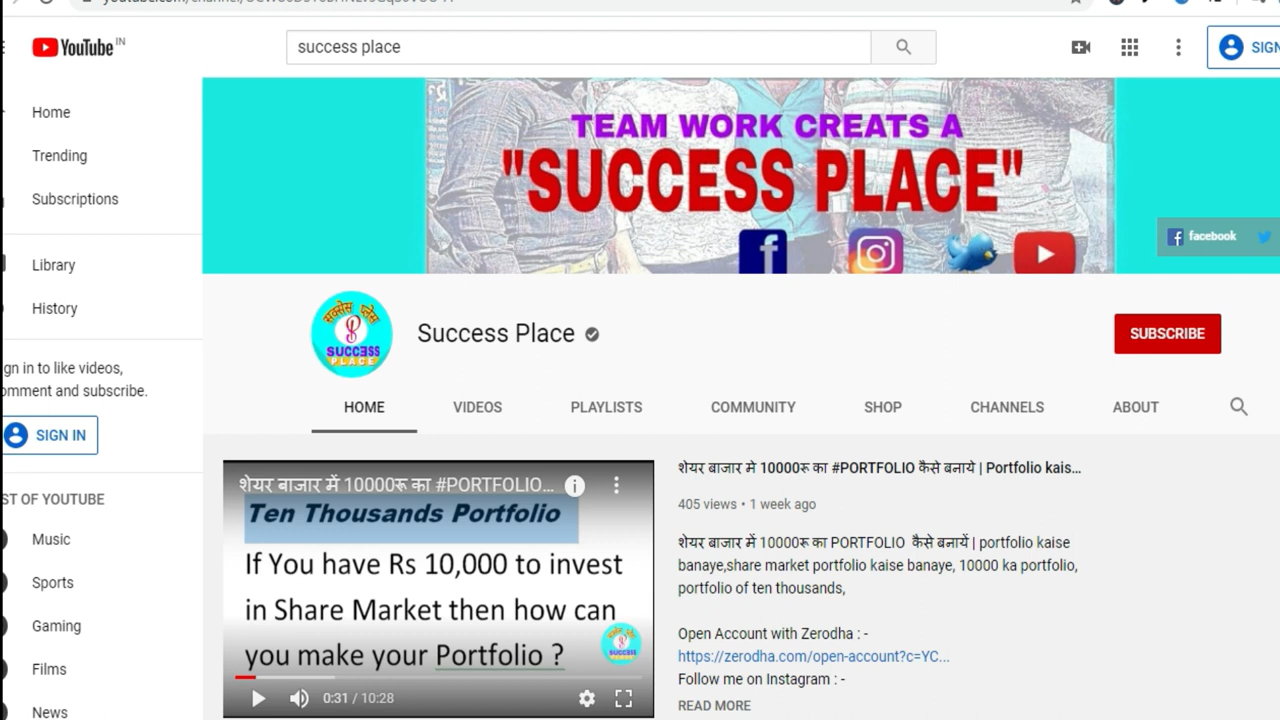 YouTube IN
success place
SIGN
Home
Trending
Subscriptions
Library
History
gn in to like videos,
omment and subscribe.
SIGN IN
ST OF YOUTUBE
Music
Sports
Gaming
Films
News
TEAM WORK CREATS A
"SUCCESS PLACE"
facebook
सक्सेस प्लेस
SUCCESS
PLACE
Success Place
SUBSCRIBE
HOME VIDEOS PLAYLISTS COMMUNITY SHOP CHANNELS ABOUT
शेयर बाजार में 10000रू का #PORTFOLIO...
Ten Thousands Portfolio
If You have Rs 10,000 to invest
in Share Market then how can
you make your Portfolio ?
0:31 / 10:28
शेयर बाजार मे 10000रू का #PORTFOLIO कैसे बनाये | Portfolio kais...
405 views • 1 week ago
शेयर बाजार में 10000रू का PORTFOLIO कैसे बनायें | portfolio kaise
banaye,share market portfolio kaise banaye, 10000 ka portfolio,
portfolio of ten thousands,
Open Account with Zerodha : -
https://zerodha.com/open-account?c=YC...
Follow me on Instagram : -
READ MORE